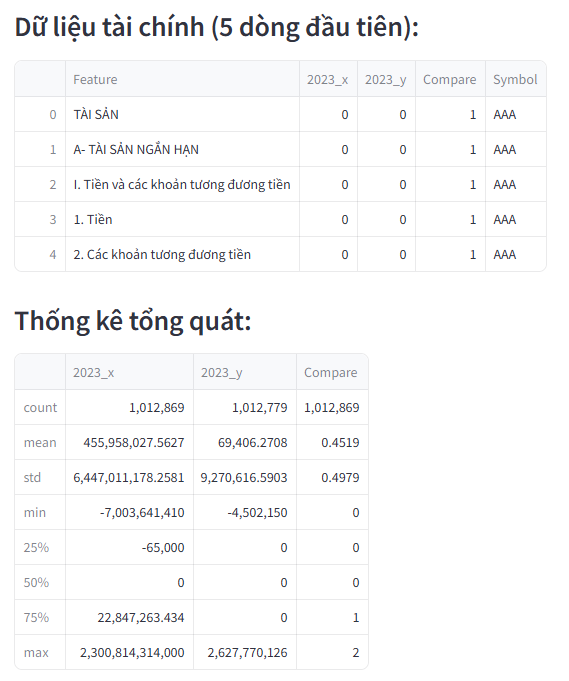 Dữ liệu tài chính (5 dòng đầu tiên):
Feature 2023_x 2023_y Compare Symbol
0 TÀI SẢN 0 0 1 AAA
1 A- TÀI SẢN NGẮN HẠN 0 0 1 AAA
2 I. Tiền và các khoản tương đương tiền 0 0 1 AAA
3 1. Tiền 0 0 1 AAA
4 2. Các khoản tương đương tiền 0 0 1 AAA
Thống kê tổng quát:
2023_x 2023_y Compare
count 1,012,869 1,012,779 1,012,869
mean 455,958,027.5627 69,406.2708 0.4519
std 6,447,011,178.2581 9,270,616.5903 0.4979
min -7,003,641,410 -4,502,150 0
25% -65,000 0 0
50% 0 0 0
75% 22,847,263.434 0 1
max 2,300,814,314,000 2,627,770,126 2